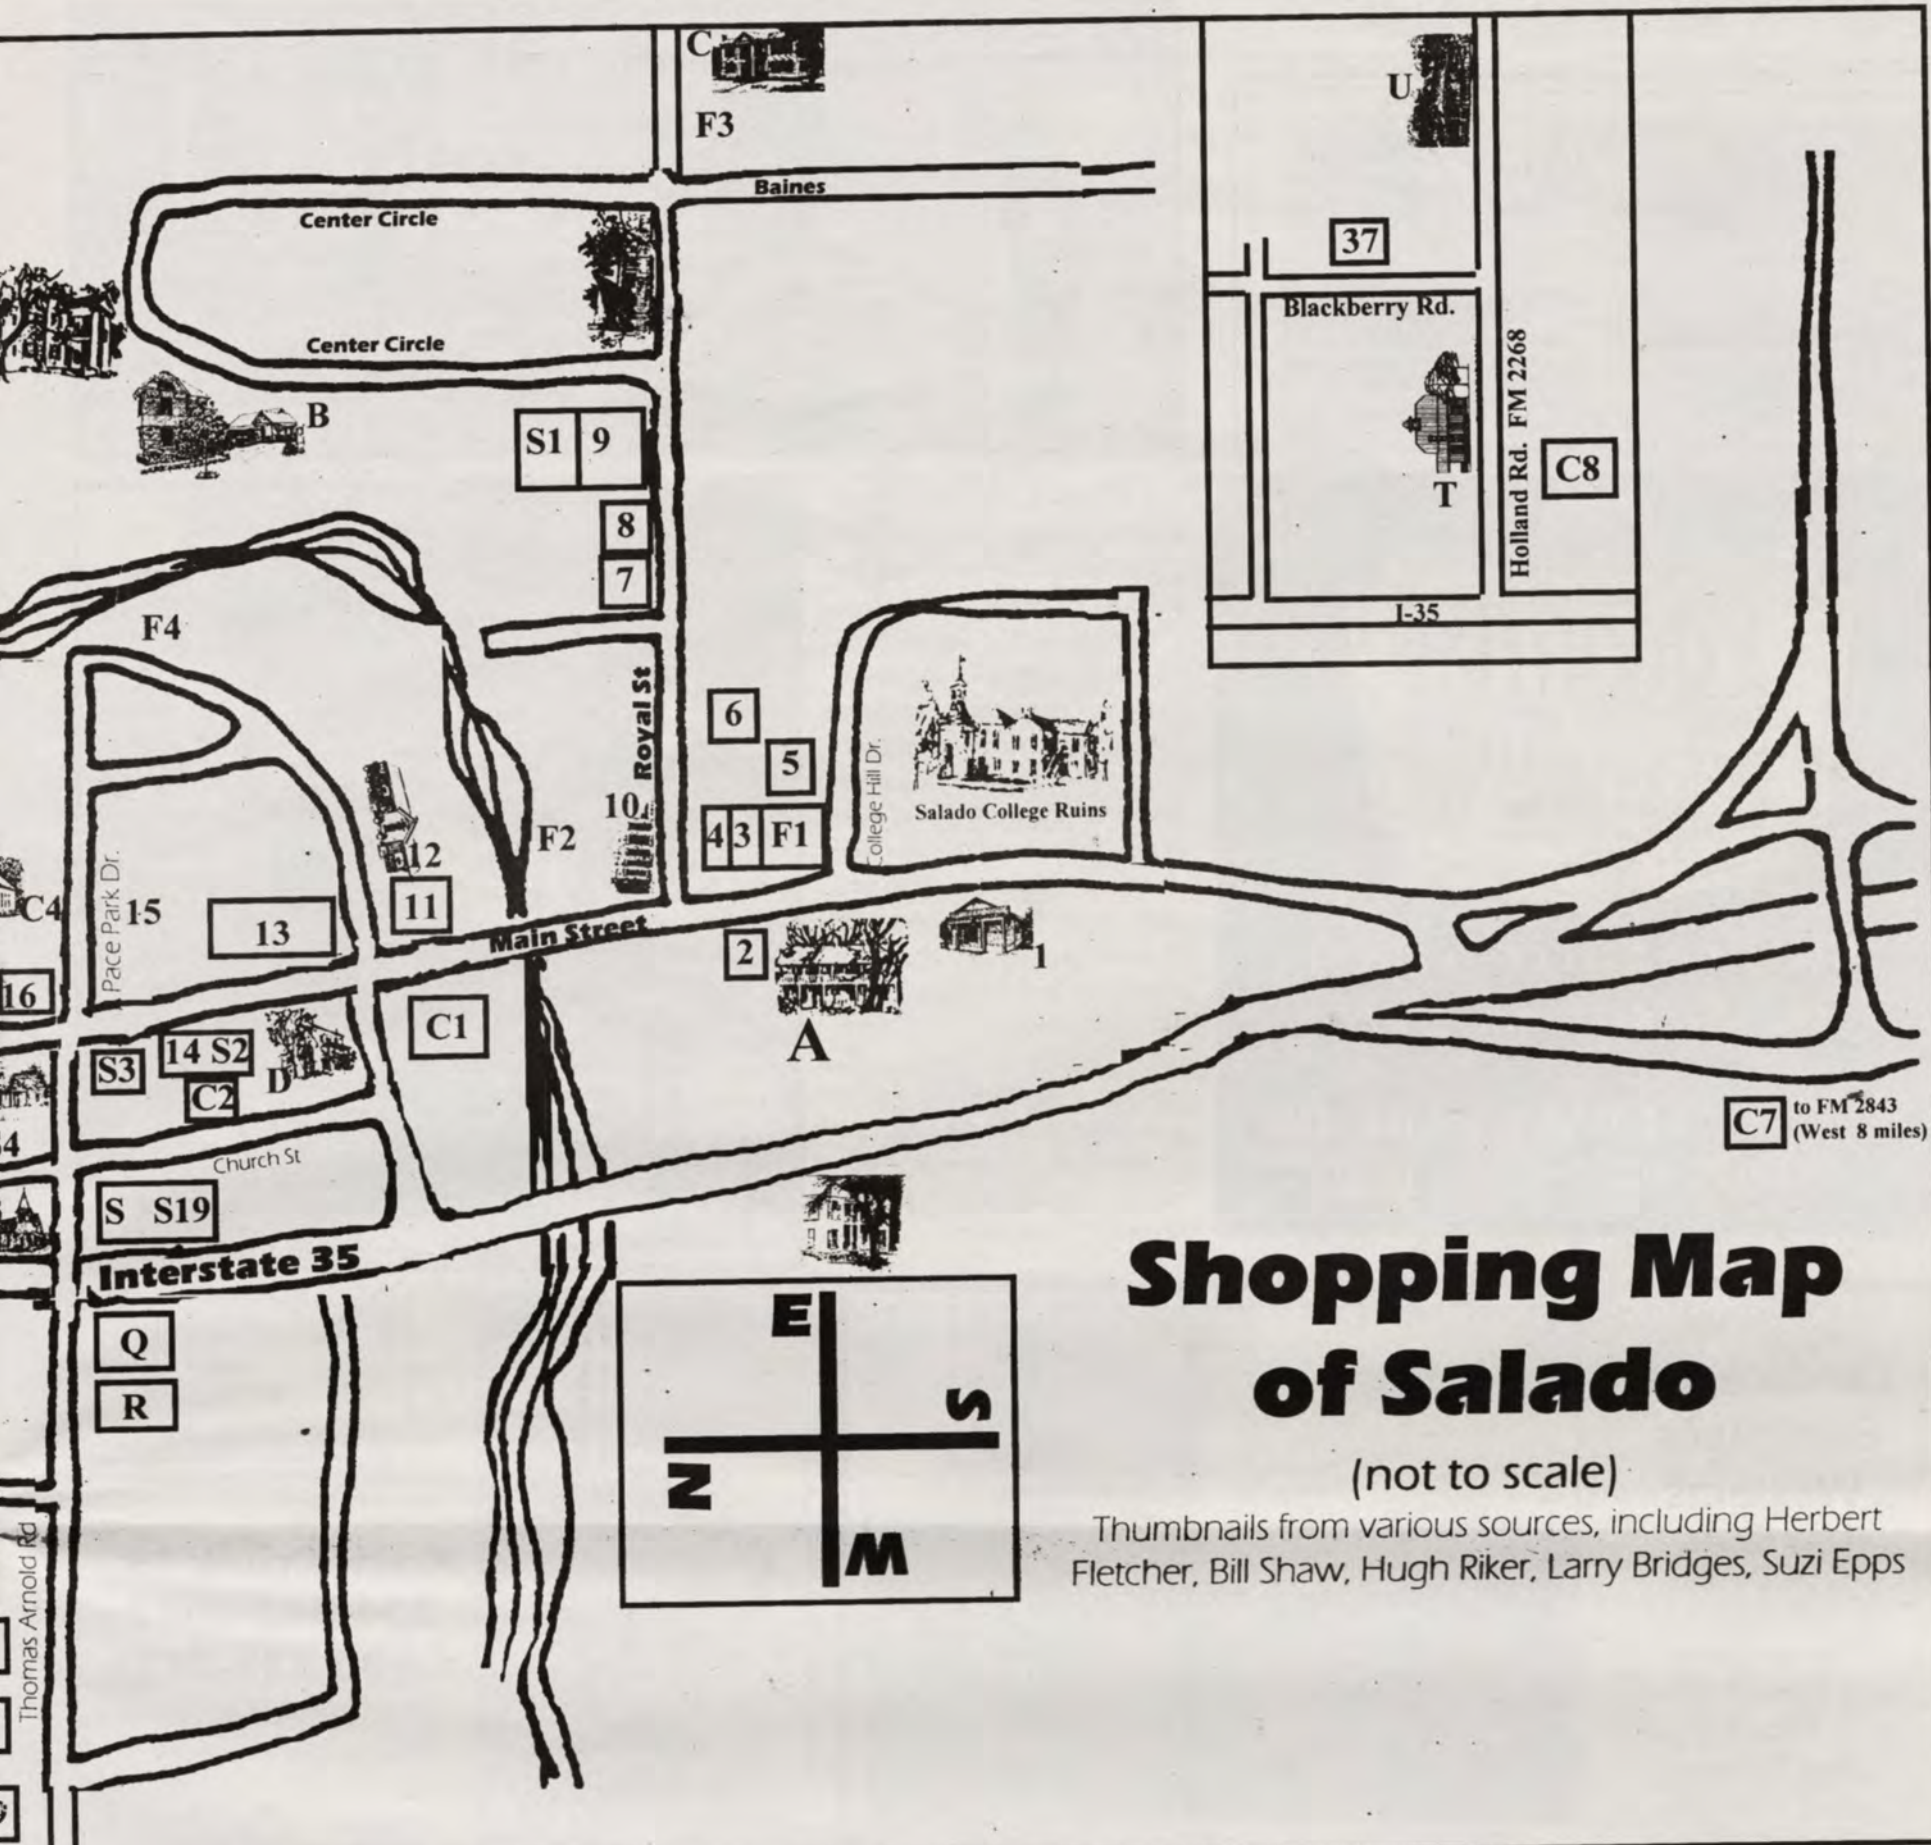 C
F3
U
Baines
Center Circle
37
Blackberry Rd.
Center Circle
B
S1 9
Holland Rd. FM 2268
C8
T
8
7
I-35
F4
Royal St
6
5
College Hill Dr.
Salado College Ruins
10
4 3 F1
F2
12
11
C4
Pace Park Dr.
15
13
Main Street
2
1
A
16
C1
S3
14 S2
C2
D
C7
to FM 2843
(West 8 miles)
Church St
S S19
Interstate 35
Q
R
E
S
N
W
Shopping Map
of Salado
(not to scale)
Thumbnails from various sources, including Herbert
Fletcher, Bill Shaw, Hugh Riker, Larry Bridges, Suzi Epps
Thomas Arnold Rd